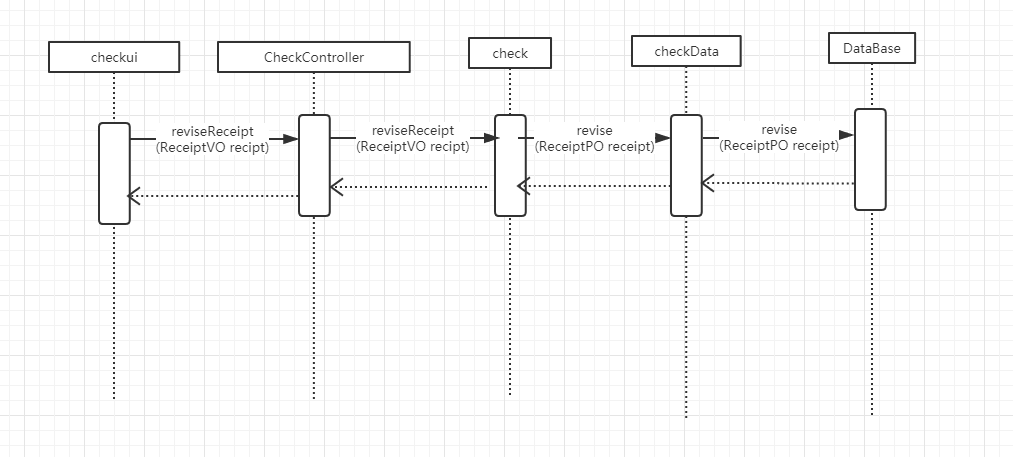 checkui
CheckController
check
checkData
DataBase
reviseReceipt
(ReceiptVO recipt)
reviseReceipt
(ReceiptVO recipt)
revise
(ReceiptPO receipt)
revise
(ReceiptPO receipt)